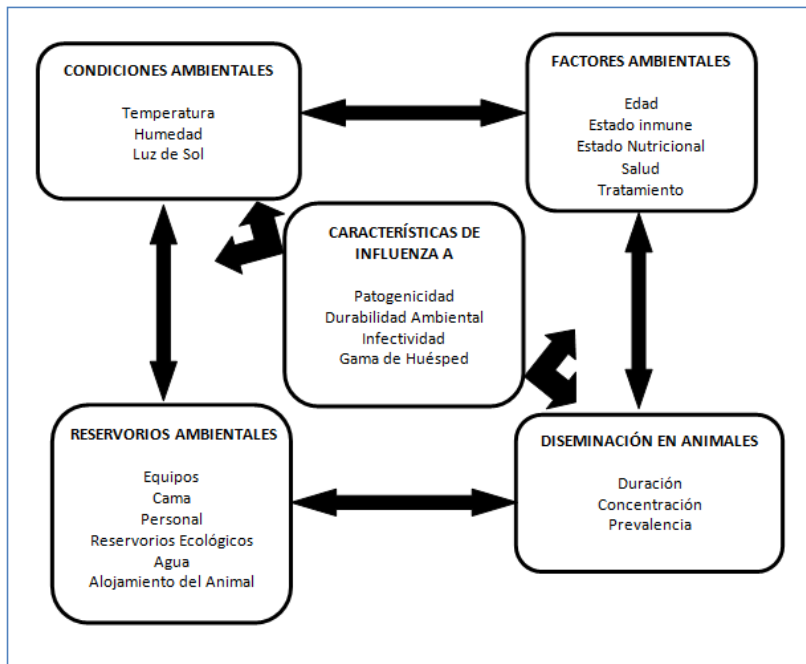 CONDICIONES AMBIENTALES
Temperatura
Humedad
Luz de Sol
FACTORES AMBIENTALES
Edad
Estado inmune
Estado Nutricional
Salud
Tratamiento
CARACTERÍSTICAS DE
INFLUENZA A
Patogenicidad
Durabilidad Ambiental
Infectividad
Gama de Huésped
RESERVORIOS AMBIENTALES
Equipos
Cama
Personal
Reservorios Ecológicos
Agua
Alojamiento del Animal
DISEMINACIÓN EN ANIMALES
Duración
Concentración
Prevalencia